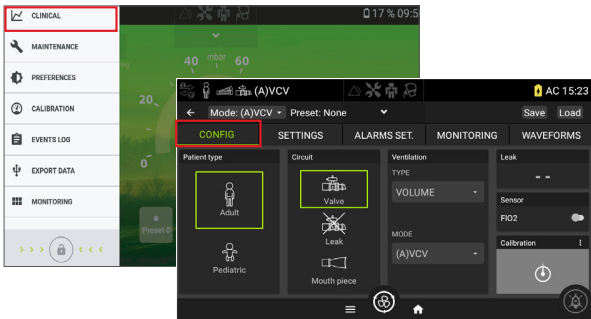 CLINICAL
MAINTENANCE
PREFERENCES
CALIBRATION
EVENTS LOG
EXPORT DATA
MONITORING
> > > < < <
17 % 09:5
mbar
40 60
20
0
Preset 0
(A)VCV
AC 15:23
Mode: (A)VCV Preset: None
Save Load
CONFIG SETTINGS ALARMS SET. MONITORING WAVEFORMS
Patient type
Adult
Pediatric
Circuit
Valve
Leak
Mouth piece
Ventilation
TYPE
VOLUME
MODE
(A)VCV
Leak
- -
Sensor
FIO2
Calibration